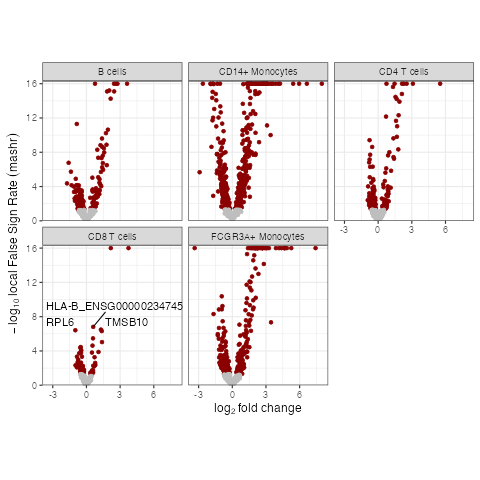 B cells
CD14+ Monocytes
CD4 T cells
16
12
8
4
0
-3
0
3
6
CD8 T cells
FCGR3A+ Monocytes
16
12
8
4
0
HLA-B_ENSG00000234745
RPL6
TMSB10
-3
0
3
6
-3
0
3
6
log2 fold change
−log10 local False Sign Rate (mashr)